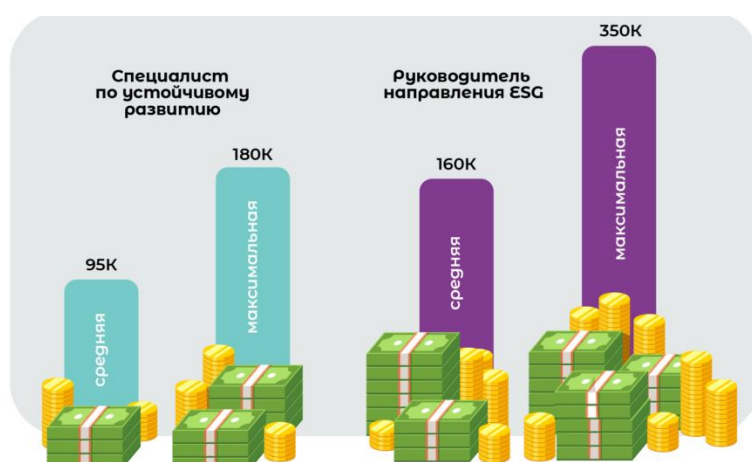 Специалист
по устойчивому
развитию
95К
средняя
180К
максимальная
Руководитель
направления ESG
160К
средняя
350К
максимальная